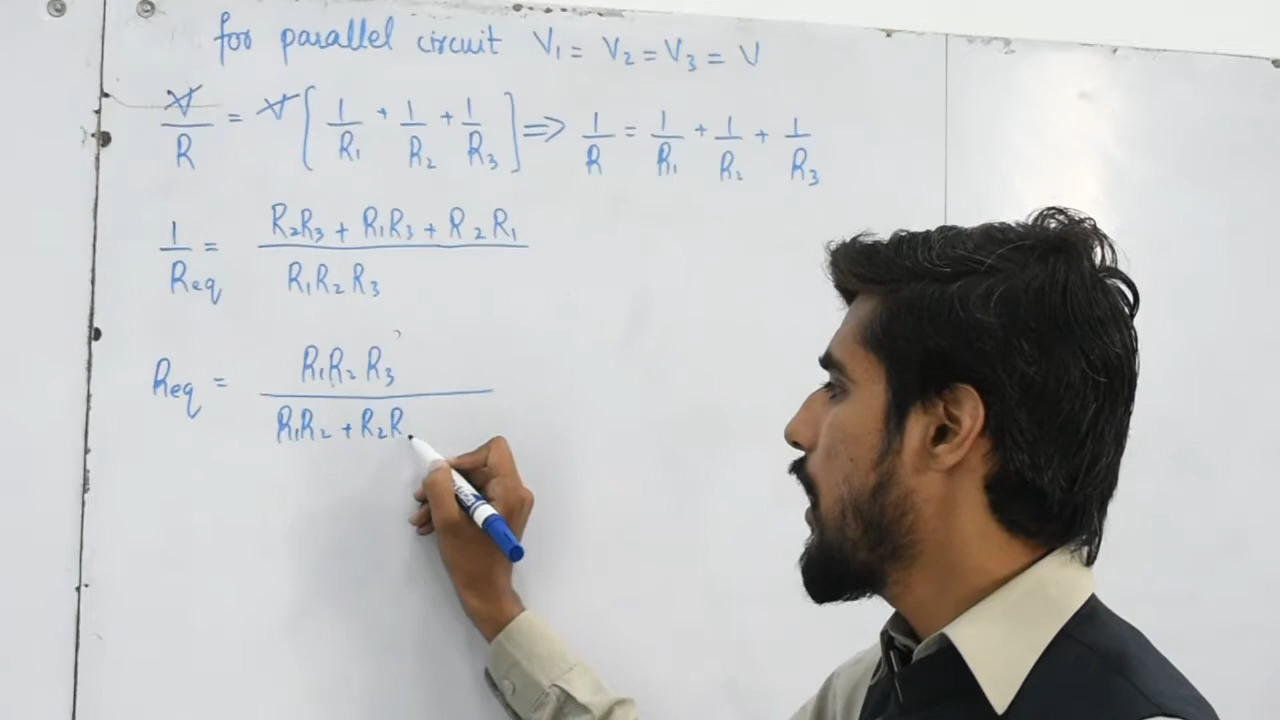 for parallel circuit V₁ = V₂ = V₃ = V
V/R = V [ 1/R₁ + 1/R₂ + 1/R₃ ] ⇒ 1/R = 1/R₁ + 1/R₂ + 1/R₃
1/Req = (R₂R₃ + R₁R₃ + R₂R₁)/(R₁R₂R₃)
Req = (R₁R₂R₃)/(R₁R₂ + R₂R